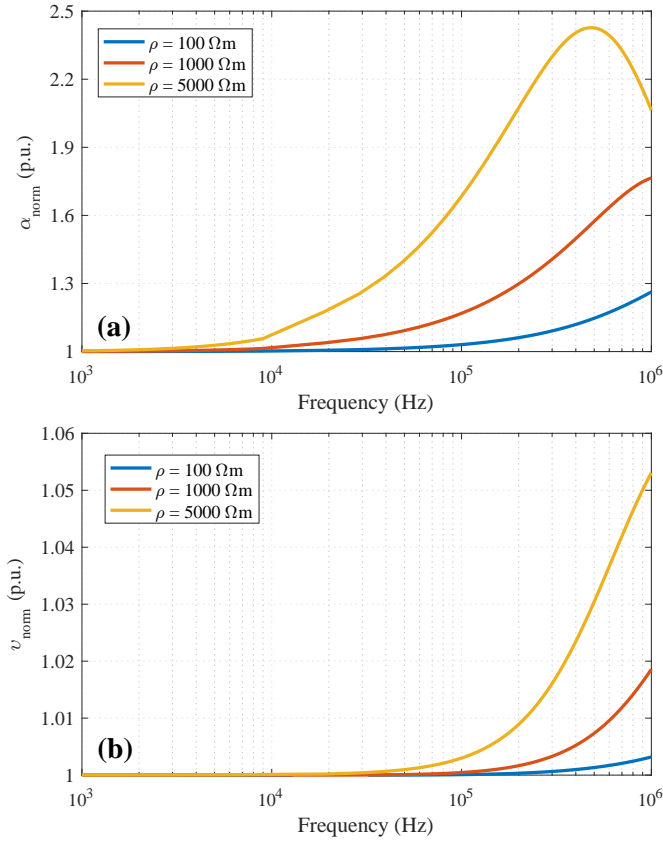 2.5
2.2
1.9
1.6
1.3
1
α_norm (p.u.)
ρ = 100 Ωm
ρ = 1000 Ωm
ρ = 5000 Ωm
(a)
10^3
10^4
10^5
10^6
Frequency (Hz)
1.06
1.05
1.04
1.03
1.02
1.01
1
υ_norm (p.u.)
ρ = 100 Ωm
ρ = 1000 Ωm
ρ = 5000 Ωm
(b)
10^3
10^4
10^5
10^6
Frequency (Hz)